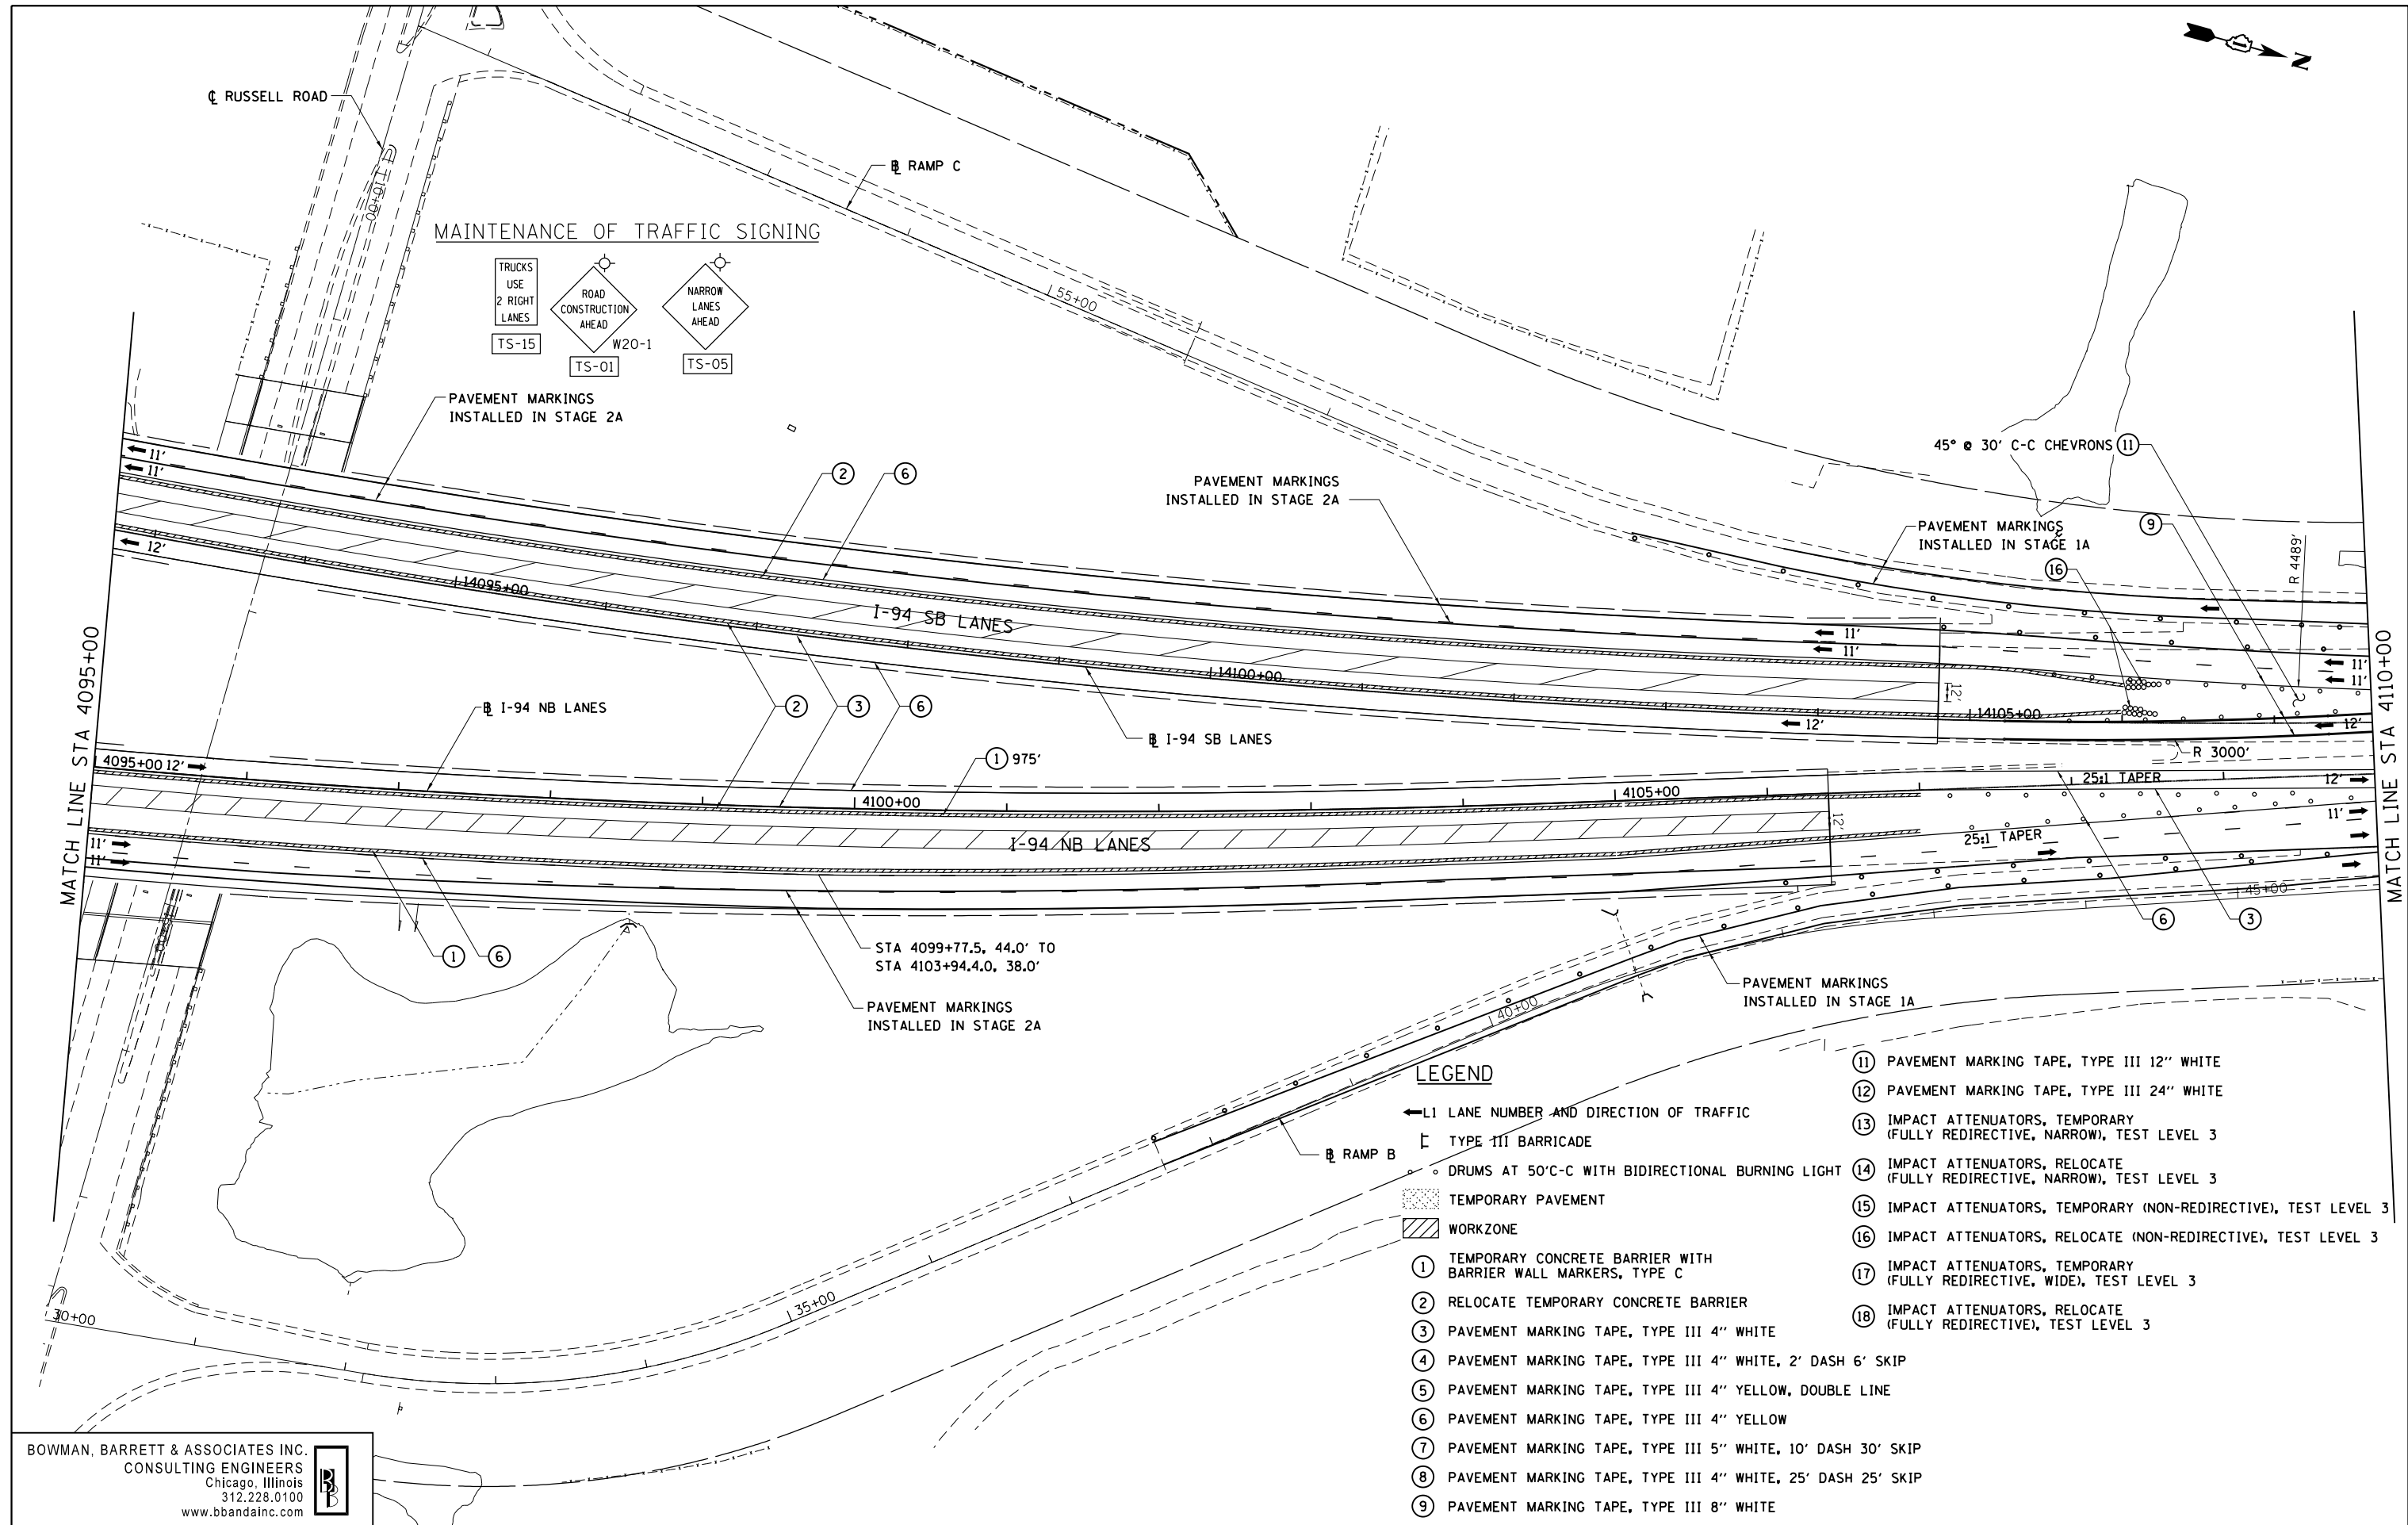 N
℄ RUSSELL ROAD
110+00
B̵L RAMP C
MAINTENANCE OF TRAFFIC SIGNING
TRUCKS
USE
2 RIGHT
LANES
TS-15
ROAD
CONSTRUCTION
AHEAD
W20-1
TS-01
NARROW
LANES
AHEAD
TS-05
55+00
PAVEMENT MARKINGS
INSTALLED IN STAGE 2A
2
6
PAVEMENT MARKINGS
INSTALLED IN STAGE 2A
45° @ 30' C-C CHEVRONS 11
PAVEMENT MARKINGS
INSTALLED IN STAGE 1A
9
16
R 4489'
11'
11'
12'
14095+00
I-94 SB LANES
14100+00
11'
11'
12'
14105+00
12'
11'
11'
12'
R 3000'
MATCH LINE STA 4095+00
MATCH LINE STA 4110+00
B̵L I-94 NB LANES
2
3
6
B̵L I-94 SB LANES
4095+00 12'
1 975'
4100+00
4105+00
25:1 TAPER
12'
11'
11'
I-94 NB LANES
12'
25:1 TAPER
11'
45+00
1
6
STA 4099+77.5, 44.0' TO
STA 4103+94.4.0, 38.0'
PAVEMENT MARKINGS
INSTALLED IN STAGE 2A
6
3
PAVEMENT MARKINGS
INSTALLED IN STAGE 1A
40+00
B̵L RAMP B
35+00
30+00
LEGEND
L1 LANE NUMBER AND DIRECTION OF TRAFFIC
TYPE III BARRICADE
DRUMS AT 50'C-C WITH BIDIRECTIONAL BURNING LIGHT
TEMPORARY PAVEMENT
WORKZONE
1 TEMPORARY CONCRETE BARRIER WITH
BARRIER WALL MARKERS, TYPE C
2 RELOCATE TEMPORARY CONCRETE BARRIER
3 PAVEMENT MARKING TAPE, TYPE III 4" WHITE
4 PAVEMENT MARKING TAPE, TYPE III 4" WHITE, 2' DASH 6' SKIP
5 PAVEMENT MARKING TAPE, TYPE III 4" YELLOW, DOUBLE LINE
6 PAVEMENT MARKING TAPE, TYPE III 4" YELLOW
7 PAVEMENT MARKING TAPE, TYPE III 5" WHITE, 10' DASH 30' SKIP
8 PAVEMENT MARKING TAPE, TYPE III 4" WHITE, 25' DASH 25' SKIP
9 PAVEMENT MARKING TAPE, TYPE III 8" WHITE
11 PAVEMENT MARKING TAPE, TYPE III 12" WHITE
12 PAVEMENT MARKING TAPE, TYPE III 24" WHITE
13 IMPACT ATTENUATORS, TEMPORARY
(FULLY REDIRECTIVE, NARROW), TEST LEVEL 3
14 IMPACT ATTENUATORS, RELOCATE
(FULLY REDIRECTIVE, NARROW), TEST LEVEL 3
15 IMPACT ATTENUATORS, TEMPORARY (NON-REDIRECTIVE), TEST LEVEL 3
16 IMPACT ATTENUATORS, RELOCATE (NON-REDIRECTIVE), TEST LEVEL 3
17 IMPACT ATTENUATORS, TEMPORARY
(FULLY REDIRECTIVE, WIDE), TEST LEVEL 3
18 IMPACT ATTENUATORS, RELOCATE
(FULLY REDIRECTIVE), TEST LEVEL 3
BOWMAN, BARRETT & ASSOCIATES INC.
CONSULTING ENGINEERS
Chicago, Illinois
312.228.0100
www.bbandainc.com